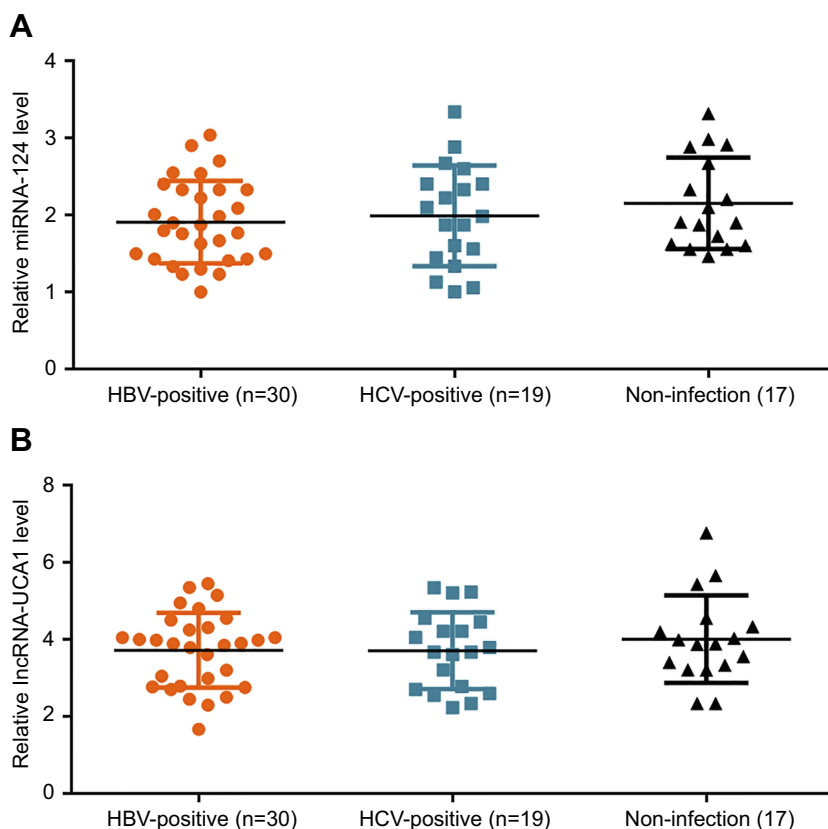 A
Relative miRNA-124 level
4
3
2
1
0
HBV-positive (n=30) HCV-positive (n=19) Non-infection (17)
B
Relative lncRNA-UCA1 level
8
6
4
2
0
HBV-positive (n=30) HCV-positive (n=19) Non-infection (17)